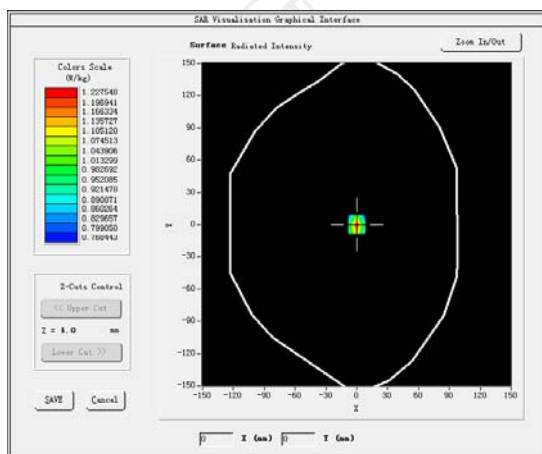 SAR Visualisation Graphical Interface
Surface Radiated Intensity
Zoom In/Out
Colors Scale
(W/kg)
1.227548
1.196941
1.166334
1.135727
1.105120
1.074513
1.043906
1.013299
0.982692
0.952085
0.921478
0.890871
0.860264
0.829657
0.799050
0.768443
150
120
90
60
30
0
-30
-60
-90
-120
-150
Y
-150 -120 -90 -60 -30 0 30 60 90 120 150
X
Z-Cuts Control
<< Upper Cut
Z = 4.0 mm
Lower Cut >>
SAVE Cancel
0 X (mm) 0 Y (mm)